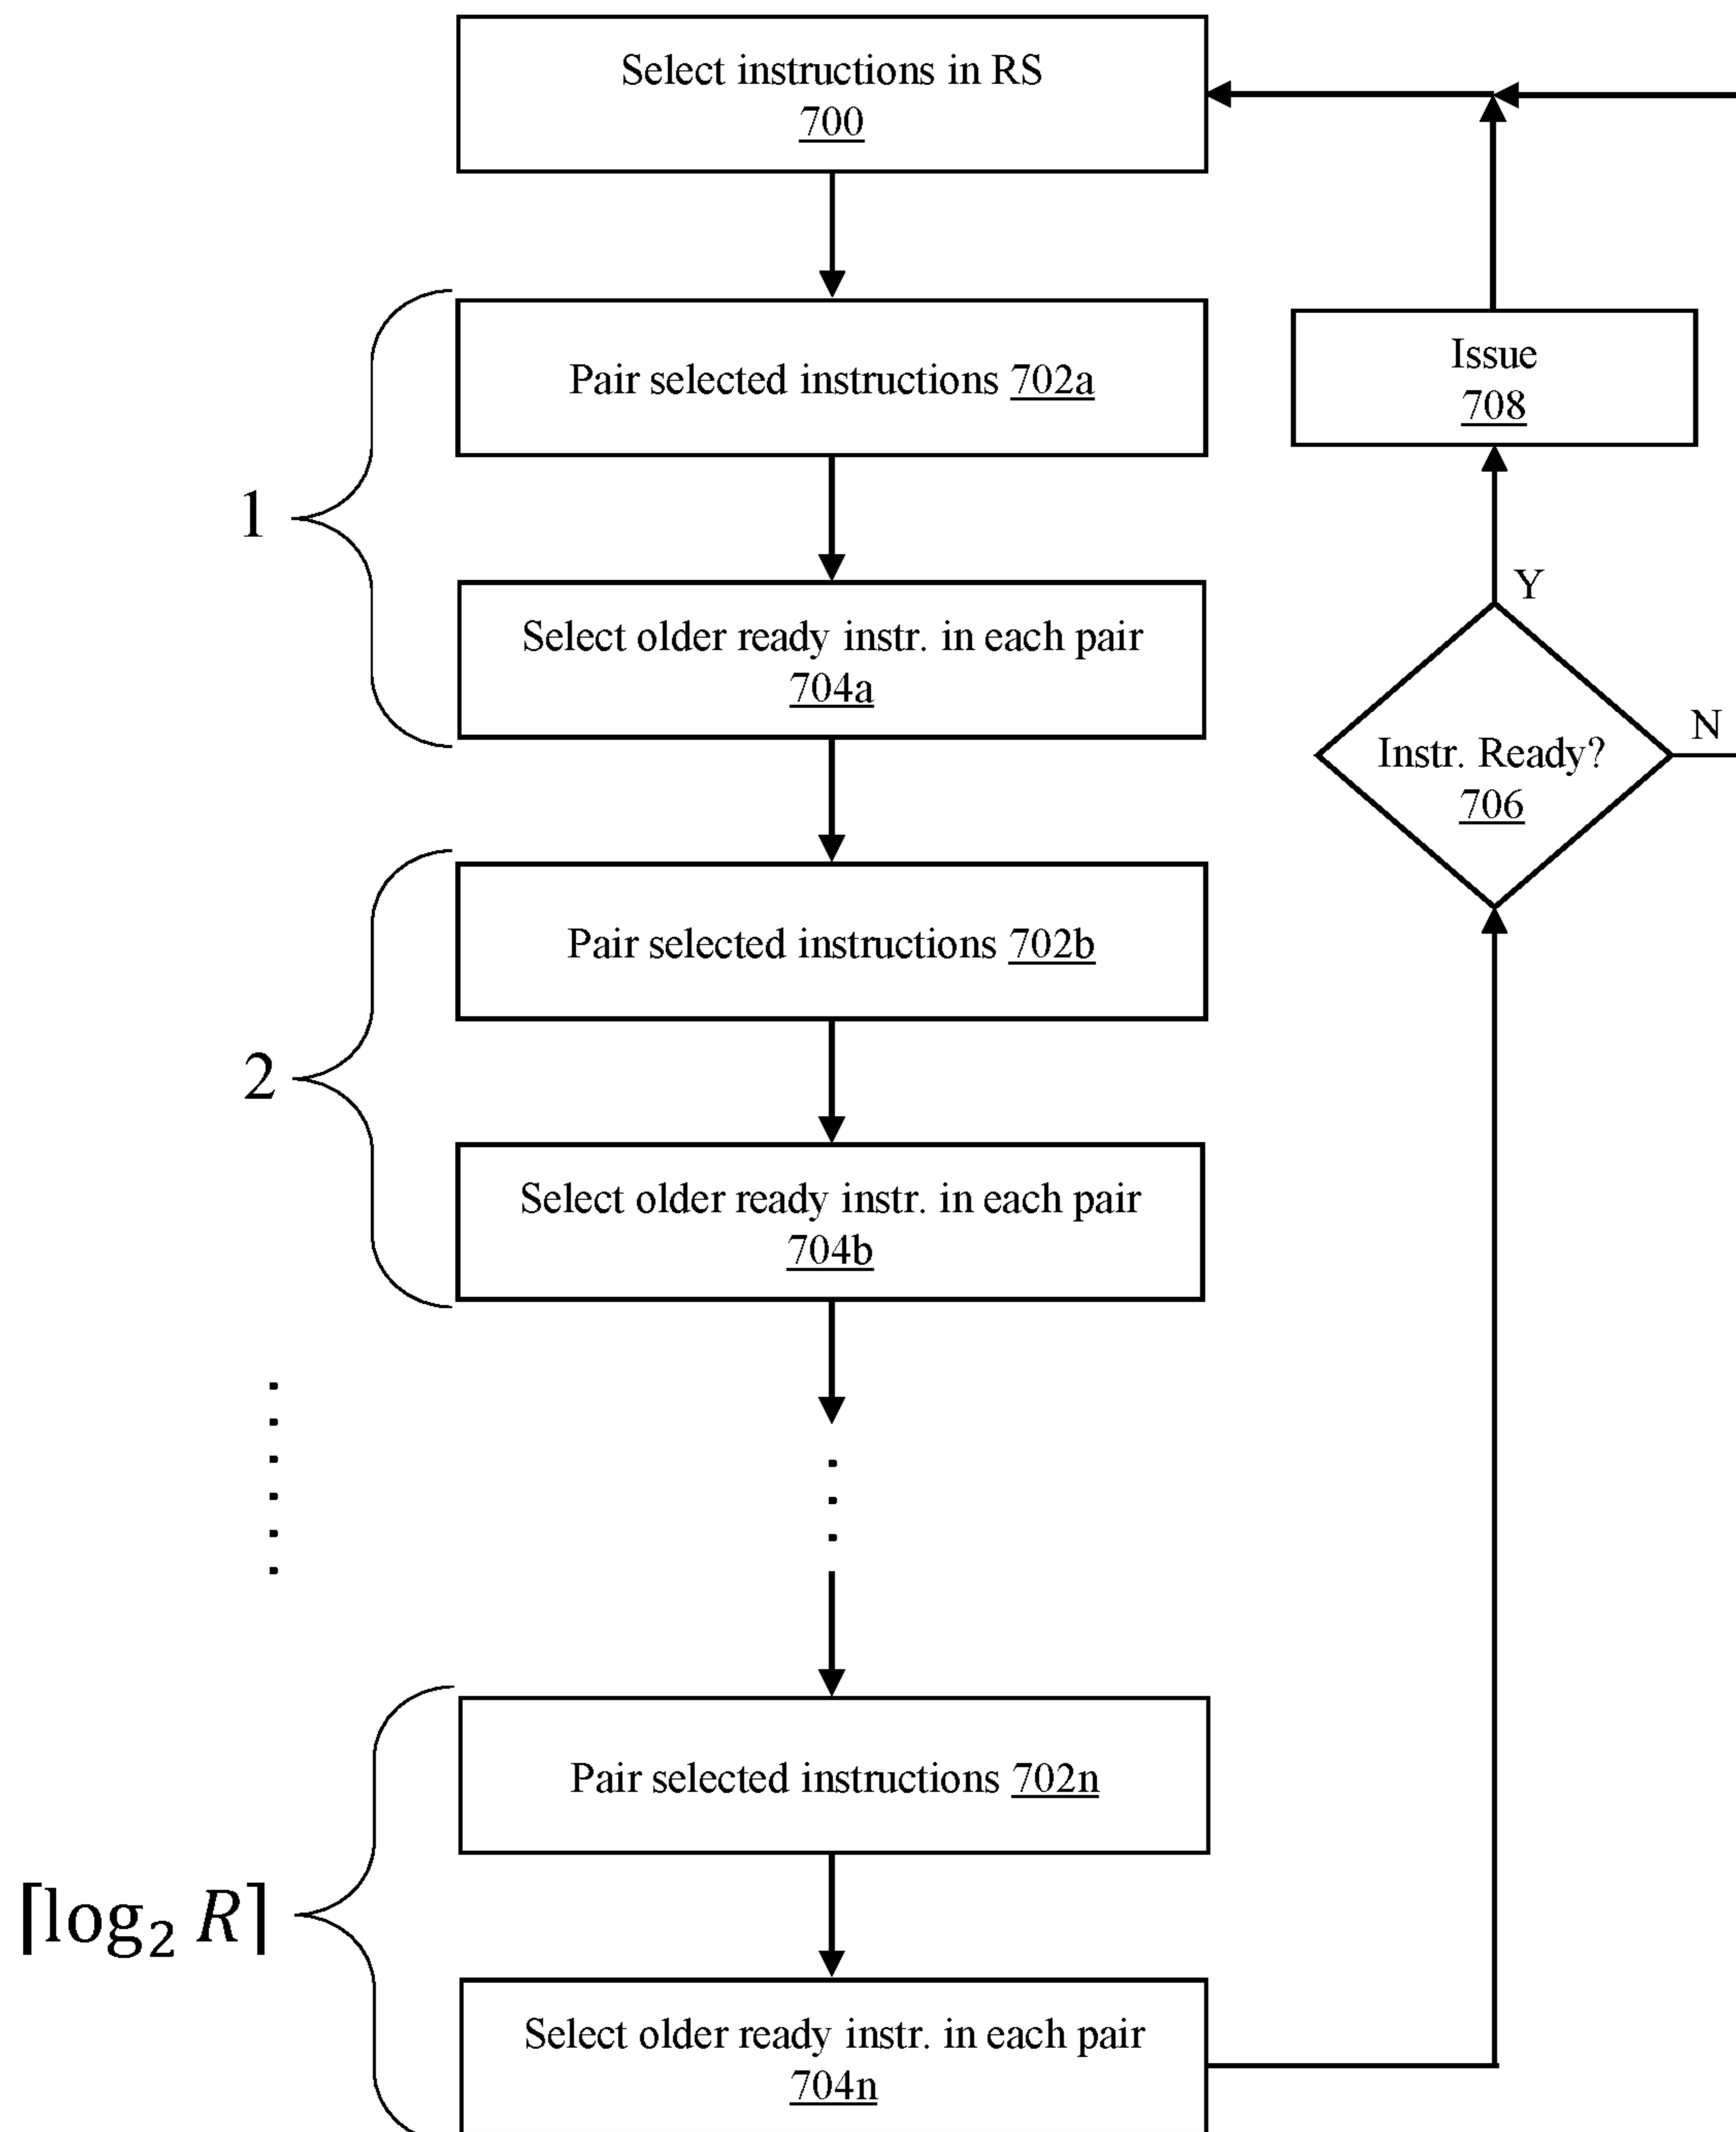 Select instructions in RS
700
Pair selected instructions 702a
1
Select older ready instr. in each pair
704a
Pair selected instructions 702b
2
Select older ready instr. in each pair
704b
Pair selected instructions 702n
⌈log₂ R⌉
Select older ready instr. in each pair
704n
Issue
708
Y
Instr. Ready?
706
N